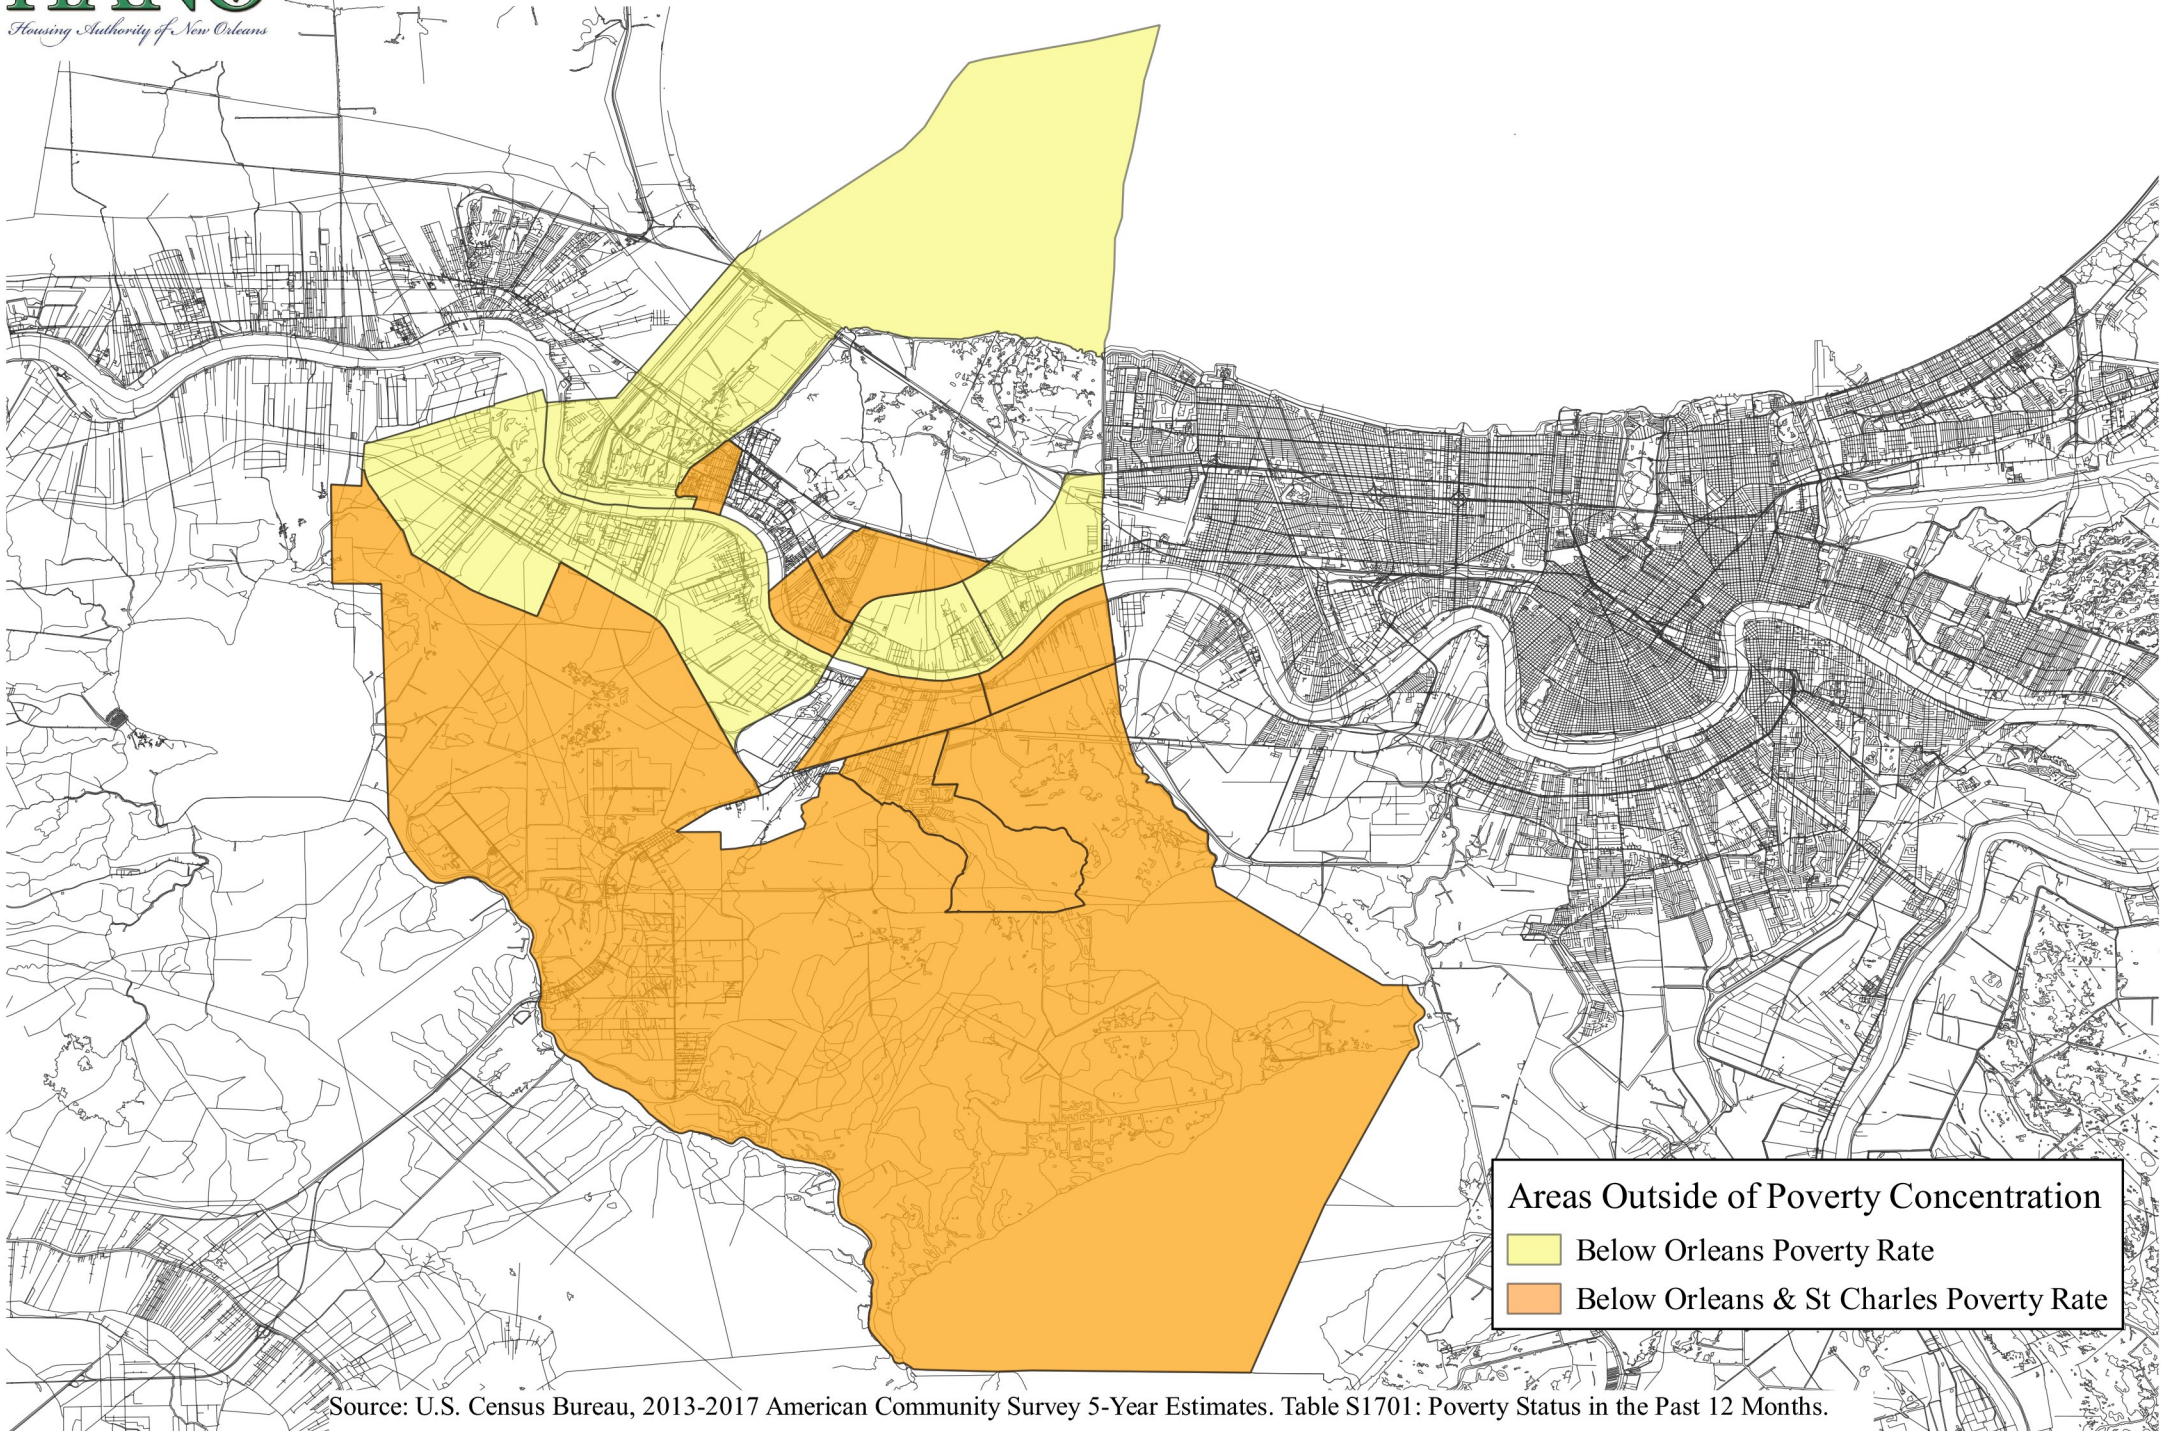 HANO
Housing Authority of New Orleans
Areas Outside of Poverty Concentration
Below Orleans Poverty Rate
Below Orleans & St Charles Poverty Rate
Source: U.S. Census Bureau, 2013-2017 American Community Survey 5-Year Estimates. Table S1701: Poverty Status in the Past 12 Months.